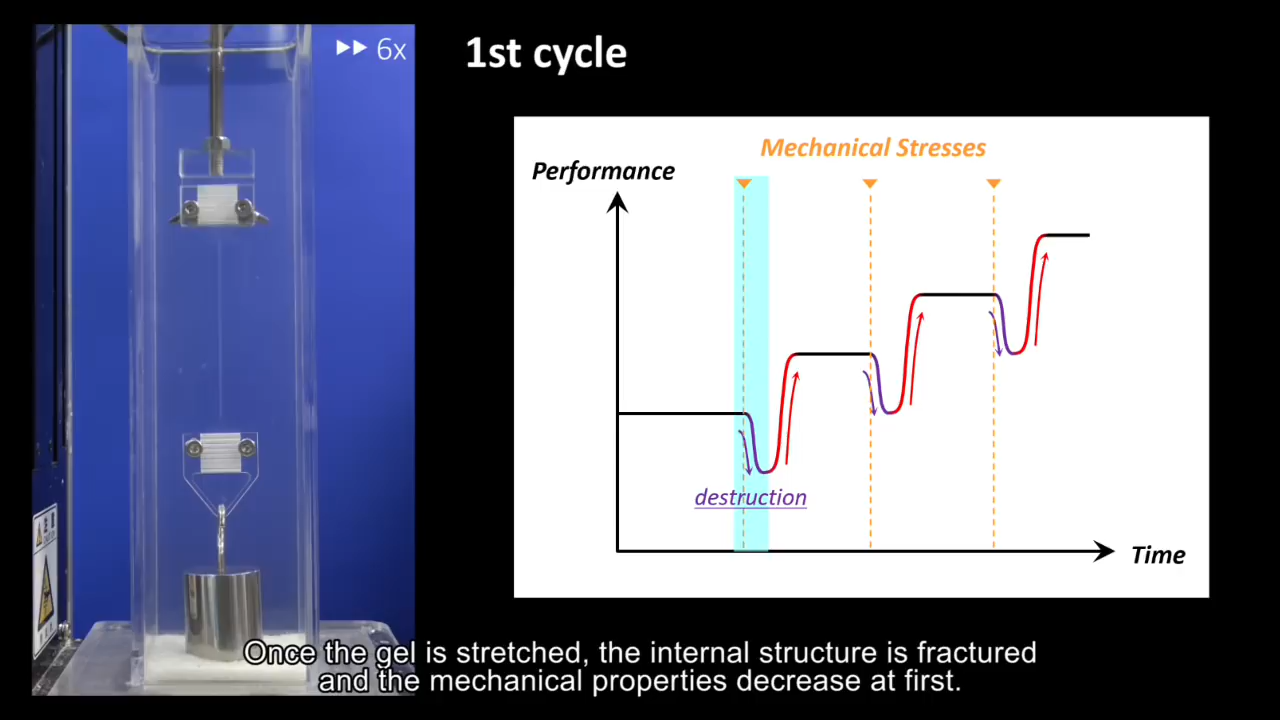 6x
1st cycle
Mechanical Stresses
Performance
destruction
Time
Once the gel is stretched, the internal structure is fractured
and the mechanical properties decrease at first.